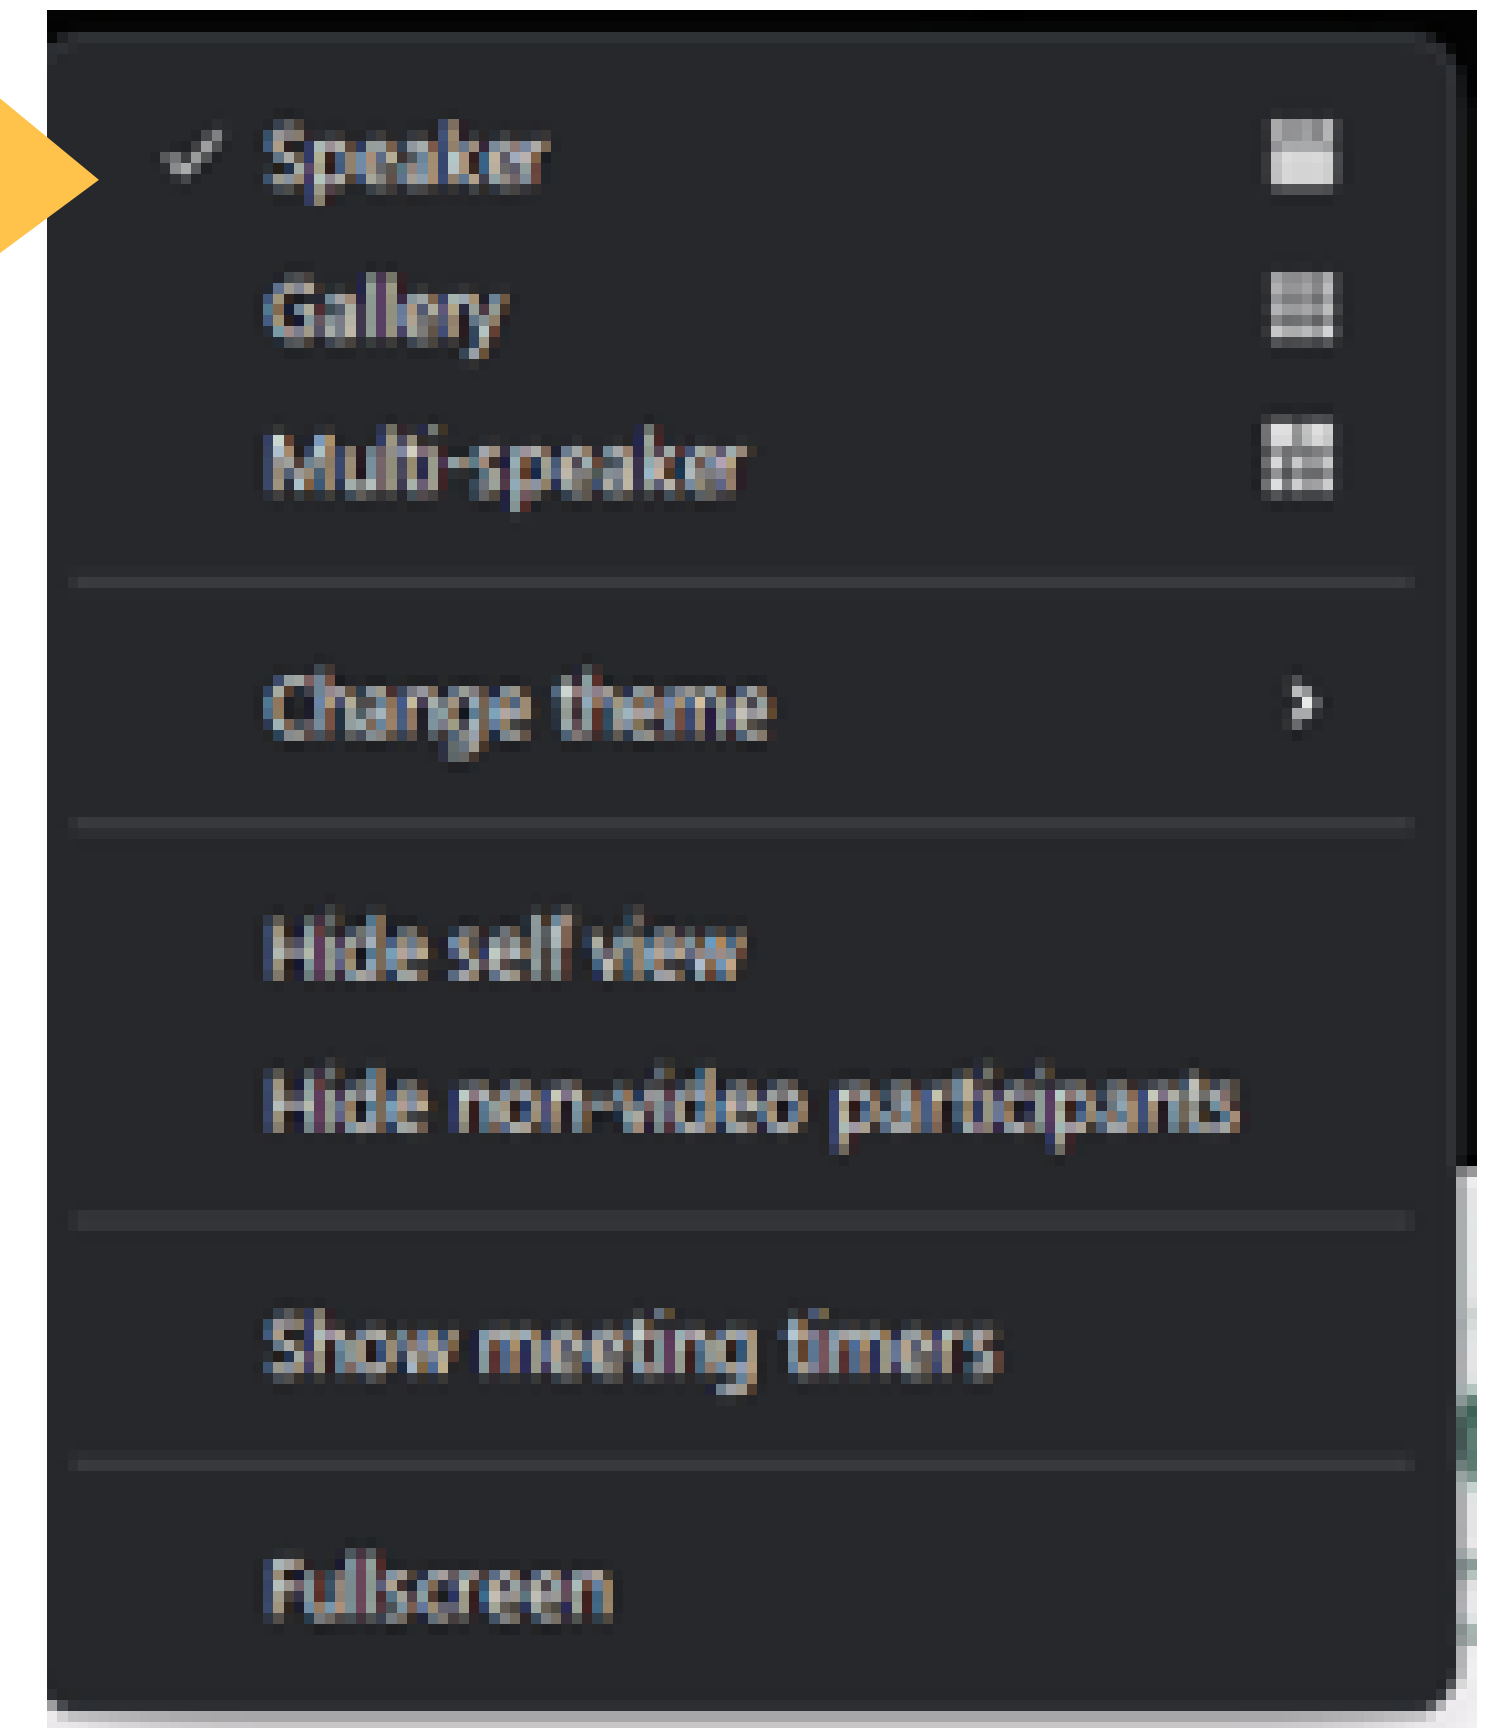 Speaker
Gallery
Multi-speaker
Change theme
Hide self view
Hide non-video participants
Show meeting timers
Fullscreen